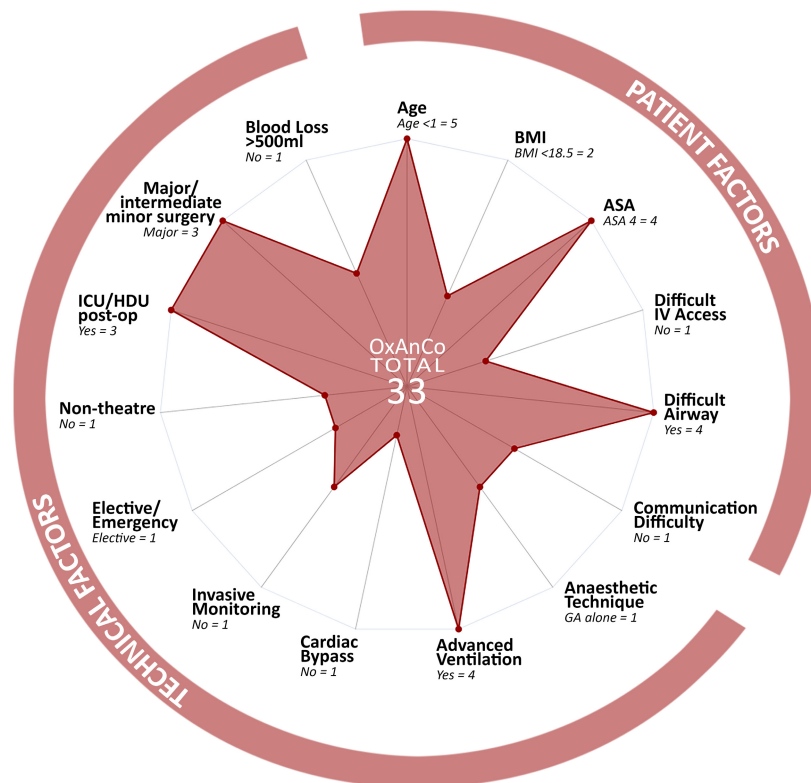 PATIENT FACTORS
Age
Age <1 = 5
BMI
BMI <18.5 = 2
ASA
ASA 4 = 4
Difficult
IV Access
No = 1
Difficult
Airway
Yes = 4
Communication
Difficulty
No = 1
Anaesthetic
Technique
GA alone = 1
Advanced
Ventilation
Yes = 4
Cardiac
Bypass
No = 1
Invasive
Monitoring
No = 1
Elective/
Emergency
Elective = 1
Non-theatre
No = 1
ICU/HDU
post-op
Yes = 3
Major/
intermediate
minor surgery
Major = 3
Blood Loss
>500ml
No = 1
OxAnCo
TOTAL
33
TECHNICAL FACTORS